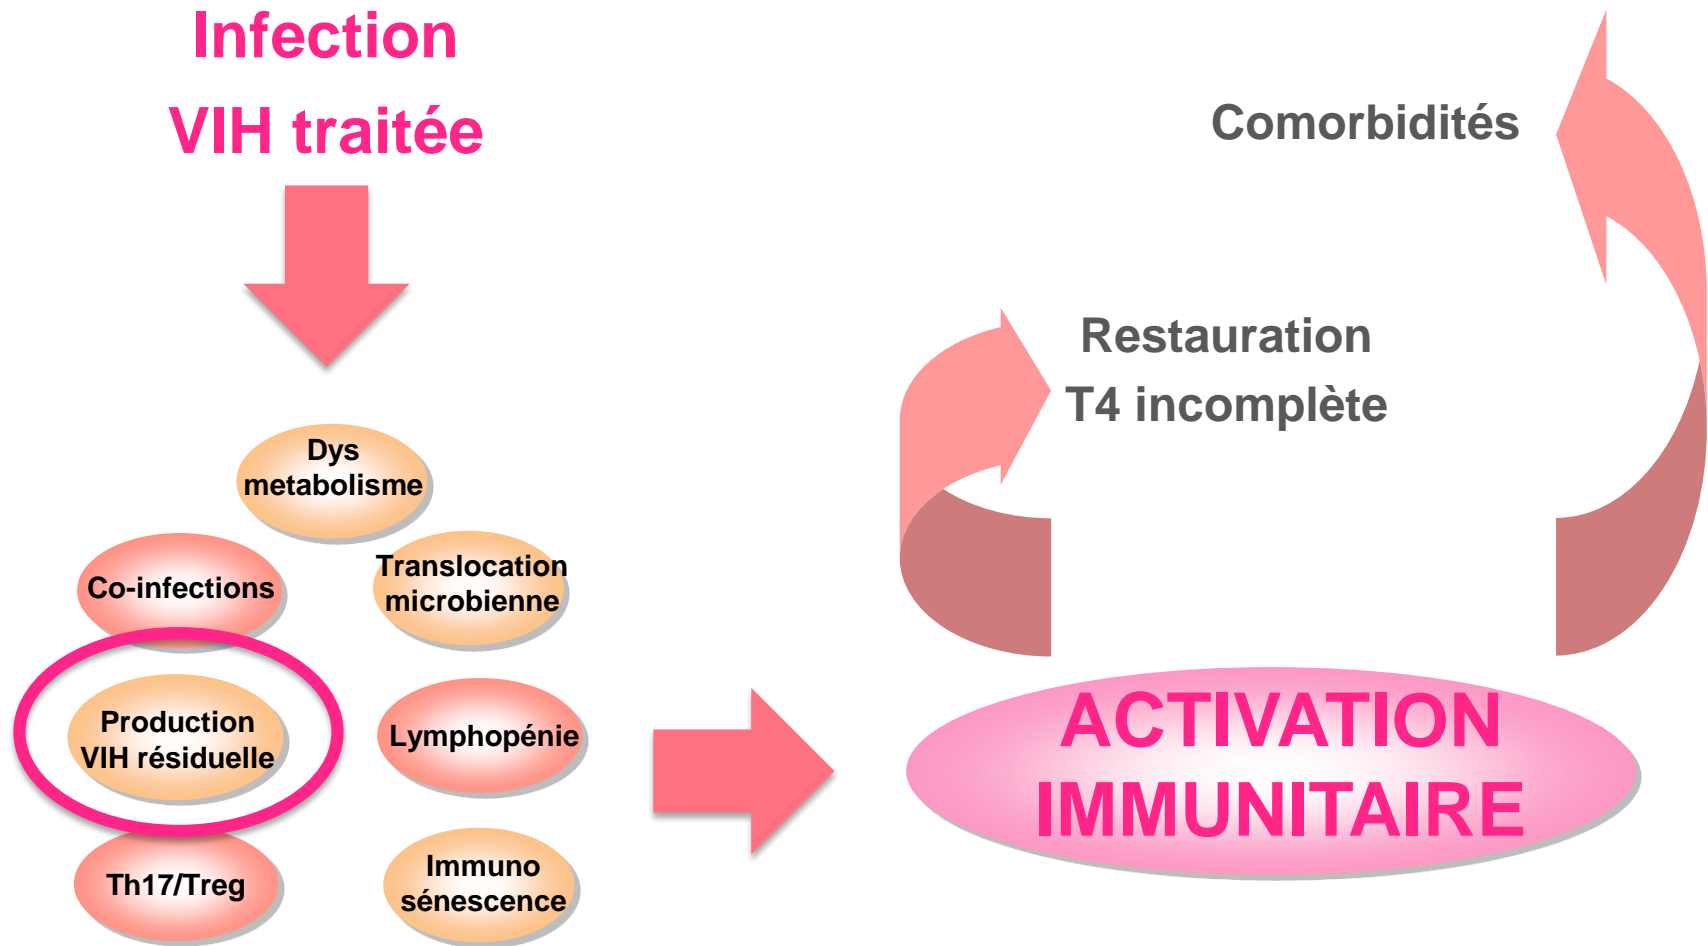 Infection
VIH traitée
Dys
metabolisme
Co-infections
Translocation
microbienne
Production
VIH résiduelle
Lymphopénie
Th17/Treg
Immuno
sénescence
Comorbidités
Restauration
T4 incomplète
ACTIVATION
IMMUNITAIRE